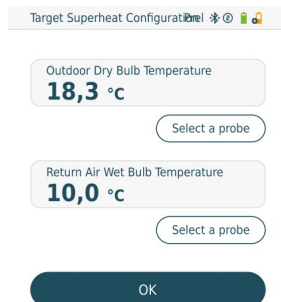 Target Superheat Configuration
Outdoor Dry Bulb Temperature
18,3 °C
Select a probe
Return Air Wet Bulb Temperature
10,0 °C
Select a probe
OK